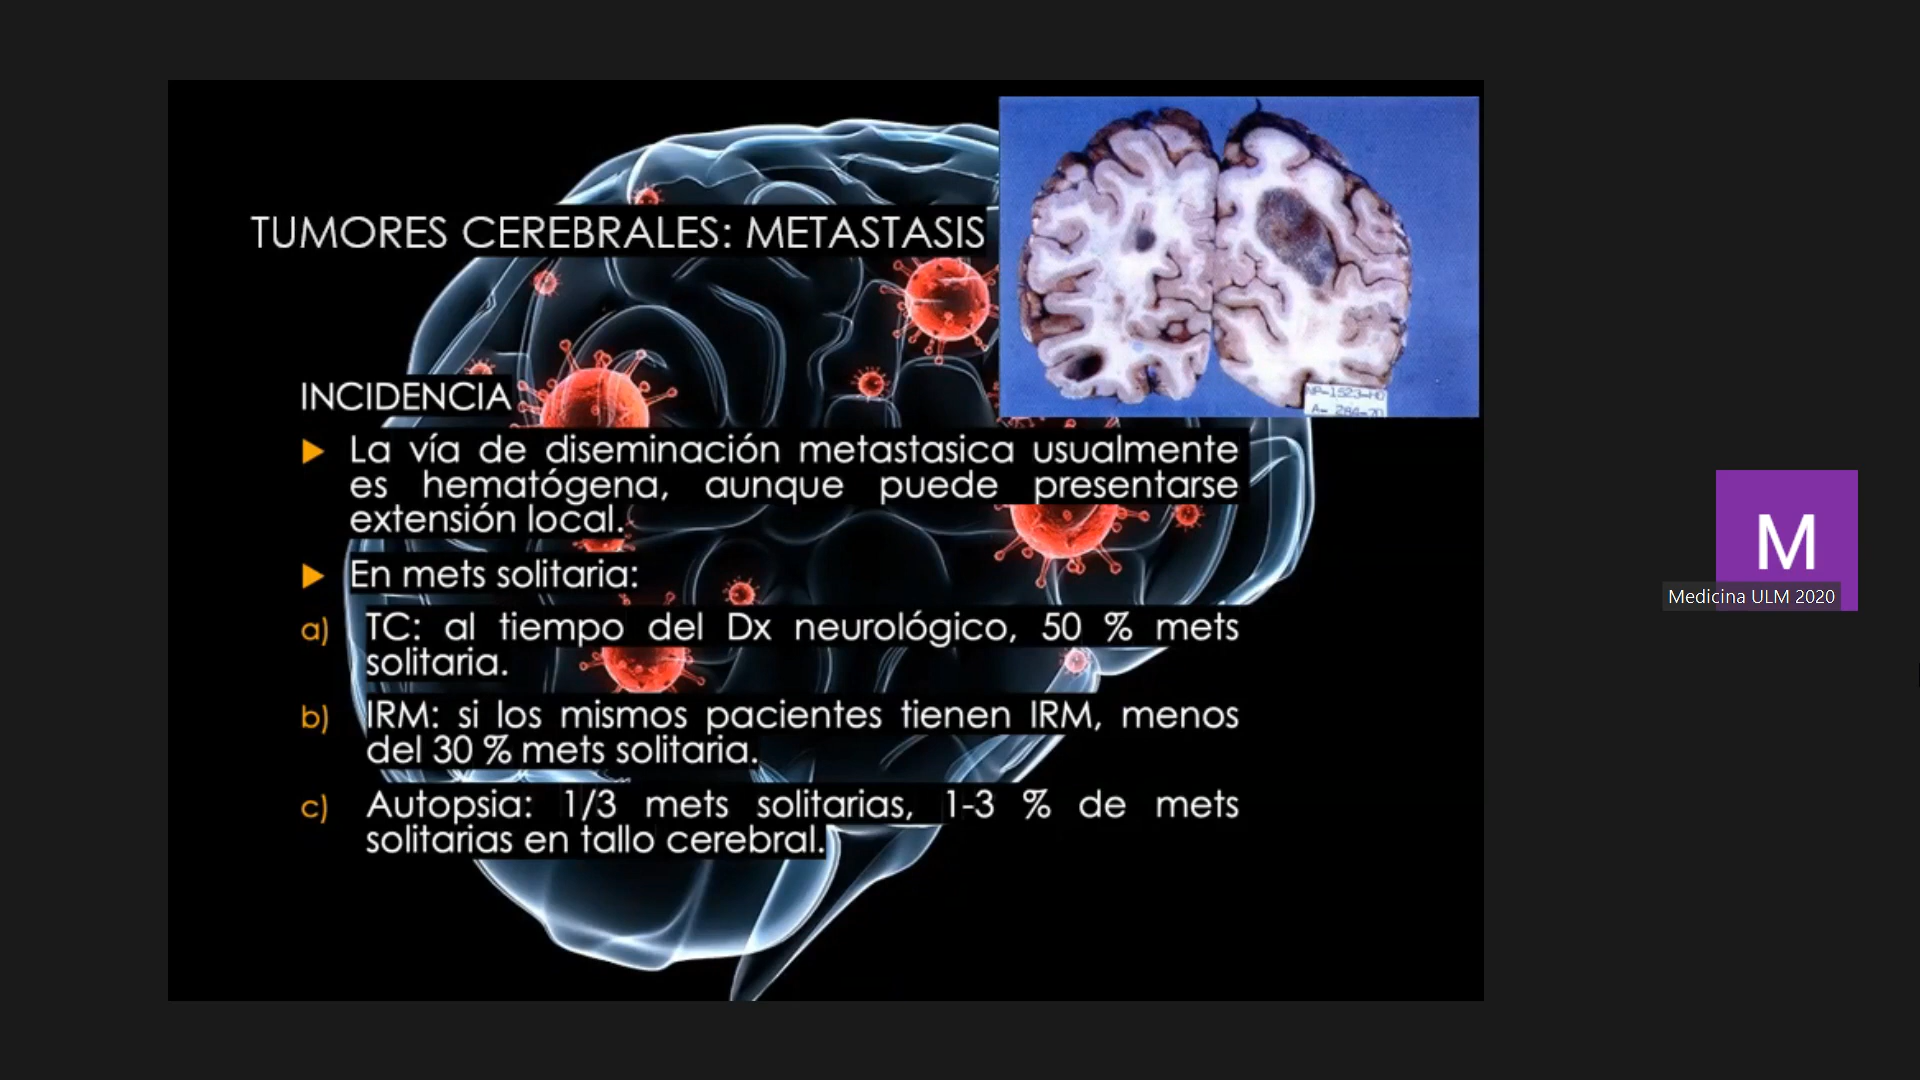 TUMORES CEREBRALES: METASTASIS
INCIDENCIA
La vía de diseminación metastasica usualmente
es hematógena, aunque puede presentarse
extensión local.
En mets solitaria:
a) TC: al tiempo del Dx neurológico, 50 % mets
solitaria.
b) IRM: si los mismos pacientes tienen IRM, menos
del 30 % mets solitaria.
c) Autopsia: 1/3 mets solitarias, 1-3 % de mets
solitarias en tallo cerebral.
M
Medicina ULM 2020